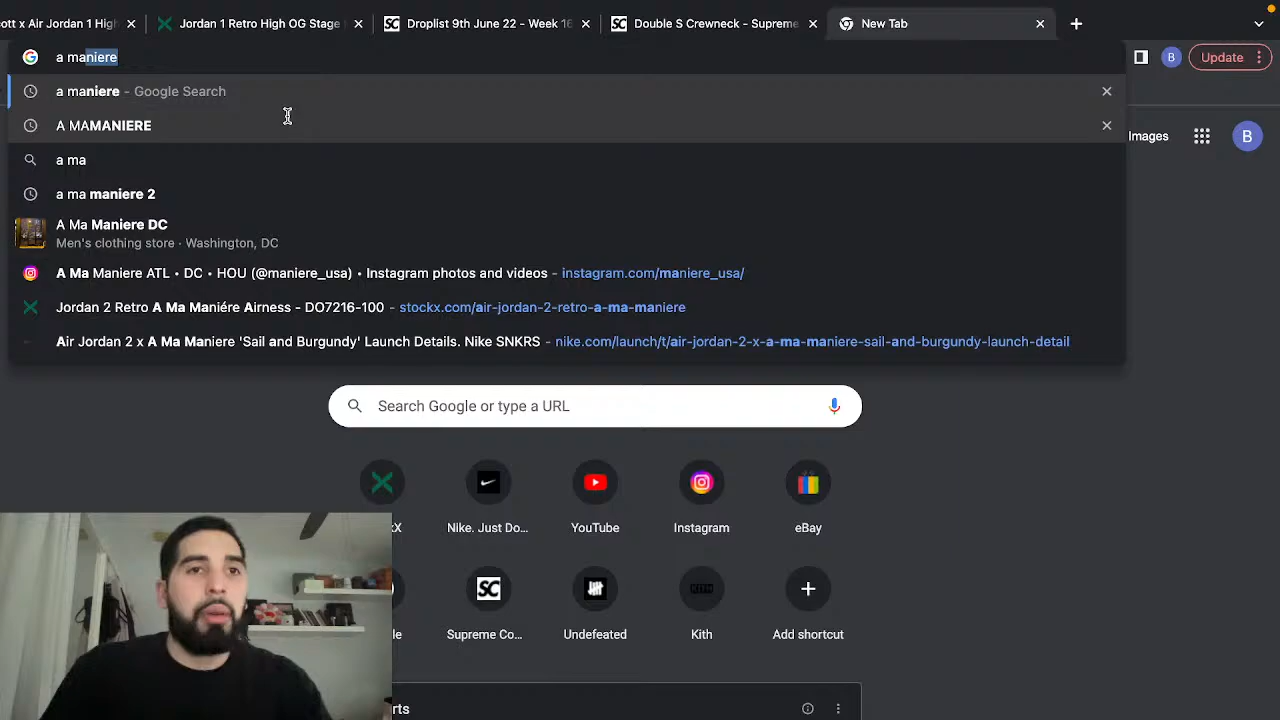 ott x Air Jordan 1 High
Jordan 1 Retro High OG Stage
SC Droplist 9th June 22 - Week 16
SC Double S Crewneck - Supreme
New Tab
a maniere
B
Update
a maniere - Google Search
A MAMANIERE
Images
B
a ma
a ma maniere 2
A Ma Maniere DC
Men's clothing store · Washington, DC
A Ma Maniere ATL • DC • HOU (@maniere_usa) • Instagram photos and videos - instagram.com/maniere_usa/
Jordan 2 Retro A Ma Maniére Airness - DO7216-100 - stockx.com/air-jordan-2-retro-a-ma-maniere
Air Jordan 2 x A Ma Maniere 'Sail and Burgundy' Launch Details. Nike SNKRS - nike.com/launch/t/air-jordan-2-x-a-ma-maniere-sail-and-burgundy-launch-detail
Search Google or type a URL
X
Nike. Just Do...
YouTube
Instagram
eBay
SC
KITH
le
Supreme Co...
Undefeated
Kith
Add shortcut
rts